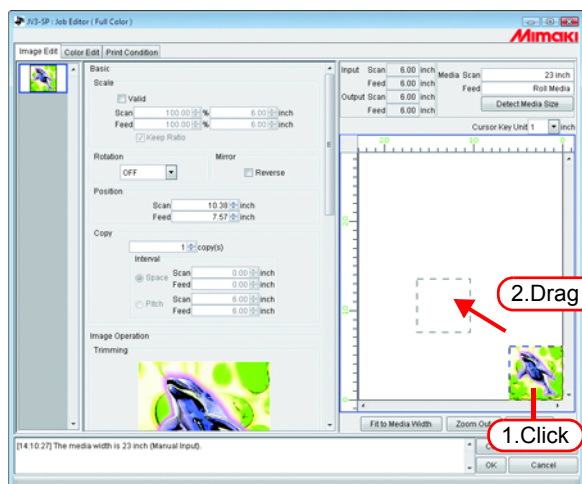 JV3-SP : Job Editor ( Full Color )
Mimaki
Image Edit Color Edit Print Condition
Basic
Scale
Valid
Scan 100.00 % 6.00 inch
Feed 100.00 % 6.00 inch
Keep Ratio
Rotation Mirror
OFF Reverse
Position
Scan 10.38 inch
Feed 7.57 inch
Copy
1 copy(s)
Interval
Space Scan 0.00 inch
Feed 0.00 inch
Pitch Scan 6.00 inch
Feed 6.00 inch
Image Operation
Trimming
Input Scan 6.00 inch Media Scan 23 inch
Feed 6.00 inch Feed Roll Media
Output Scan 6.00 inch Detect Media Size
Feed 6.00 inch
Cursor Key Unit 1 inch
20 10 0
20
10
0
2.Drag
1.Click
Fit to Media Width Zoom Out
[14:10:27] The media width is 23 inch (Manual Input).
OK Cancel